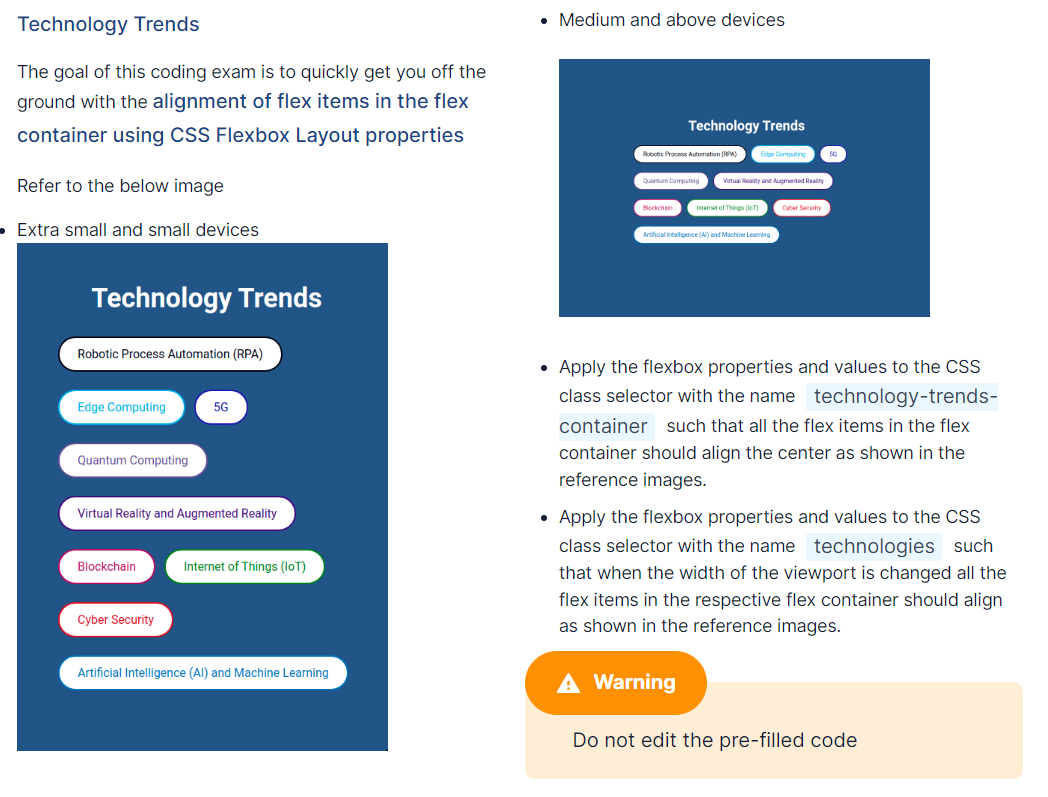 Technology Trends
The goal of this coding exam is to quickly get you off the
ground with the alignment of flex items in the flex
container using CSS Flexbox Layout properties
Refer to the below image
Extra small and small devices
Technology Trends
Robotic Process Automation (RPA)
Edge Computing
5G
Quantum Computing
Virtual Reality and Augmented Reality
Blockchain
Internet of Things (IoT)
Cyber Security
Artificial Intelligence (AI) and Machine Learning
Medium and above devices
Technology Trends
Robotic Process Automation (RPA)
Edge Computing
5G
Quantum Computing
Virtual Reality and Augmented Reality
Blockchain
Internet of Things (IoT)
Cyber Security
Artificial Intelligence (AI) and Machine Learning
Apply the flexbox properties and values to the CSS
class selector with the name technology-trends-
container such that all the flex items in the flex
container should align the center as shown in the
reference images.
Apply the flexbox properties and values to the CSS
class selector with the name technologies such
that when the width of the viewport is changed all the
flex items in the respective flex container should align
as shown in the reference images.
Warning
Do not edit the pre-filled code